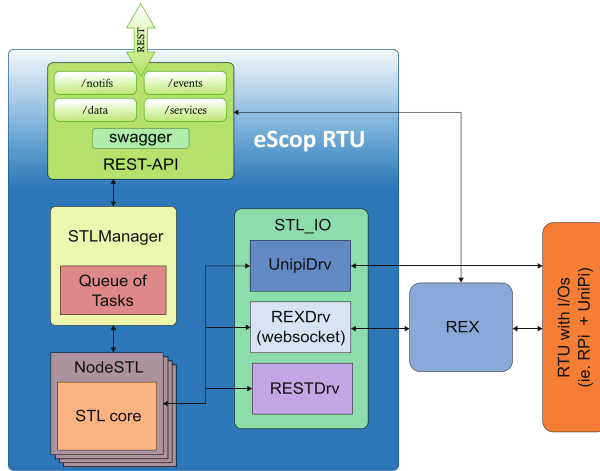 REST
/notifs
/events
/data
/services
swagger
REST-API
eScop RTU
STLManager
Queue of
Tasks
NodeSTL
STL core
STL_IO
UnipiDrv
REXDrv
(websocket)
RESTDrv
REX
RTU with I/Os
(ie. RPi + UniPi)